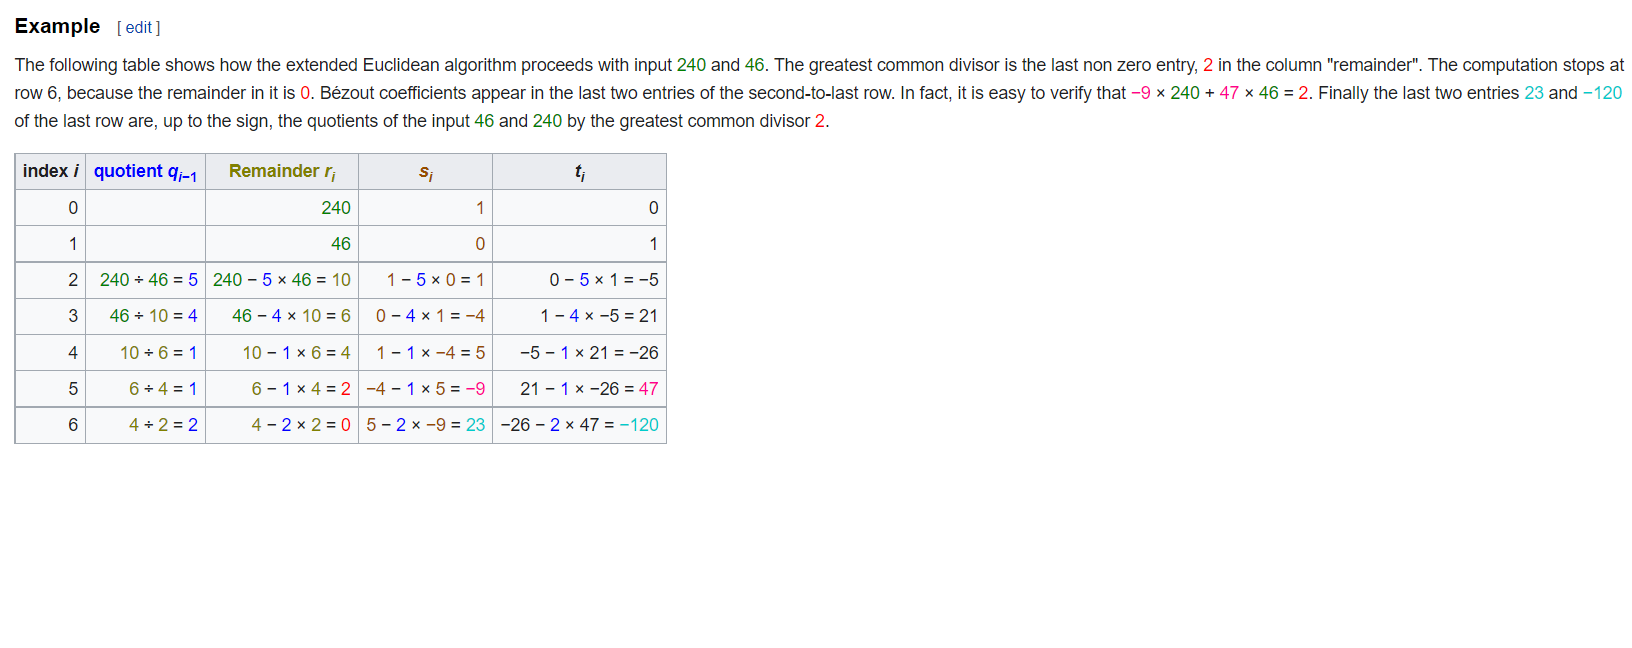 Example [ edit ]
The following table shows how the extended Euclidean algorithm proceeds with input 240 and 46. The greatest common divisor is the last non zero entry, 2 in the column "remainder". The computation stops at
row 6, because the remainder in it is 0. Bézout coefficients appear in the last two entries of the second-to-last row. In fact, it is easy to verify that −9 × 240 + 47 × 46 = 2. Finally the last two entries 23 and −120
of the last row are, up to the sign, the quotients of the input 46 and 240 by the greatest common divisor 2.
index i quotient qi−1 Remainder ri si ti
0 240 1 0
1 46 0 1
2 240 ÷ 46 = 5 240 − 5 × 46 = 10 1 − 5 × 0 = 1 0 − 5 × 1 = −5
3 46 ÷ 10 = 4 46 − 4 × 10 = 6 0 − 4 × 1 = −4 1 − 4 × −5 = 21
4 10 ÷ 6 = 1 10 − 1 × 6 = 4 1 − 1 × −4 = 5 −5 − 1 × 21 = −26
5 6 ÷ 4 = 1 6 − 1 × 4 = 2 −4 − 1 × 5 = −9 21 − 1 × −26 = 47
6 4 ÷ 2 = 2 4 − 2 × 2 = 0 5 − 2 × −9 = 23 −26 − 2 × 47 = −120